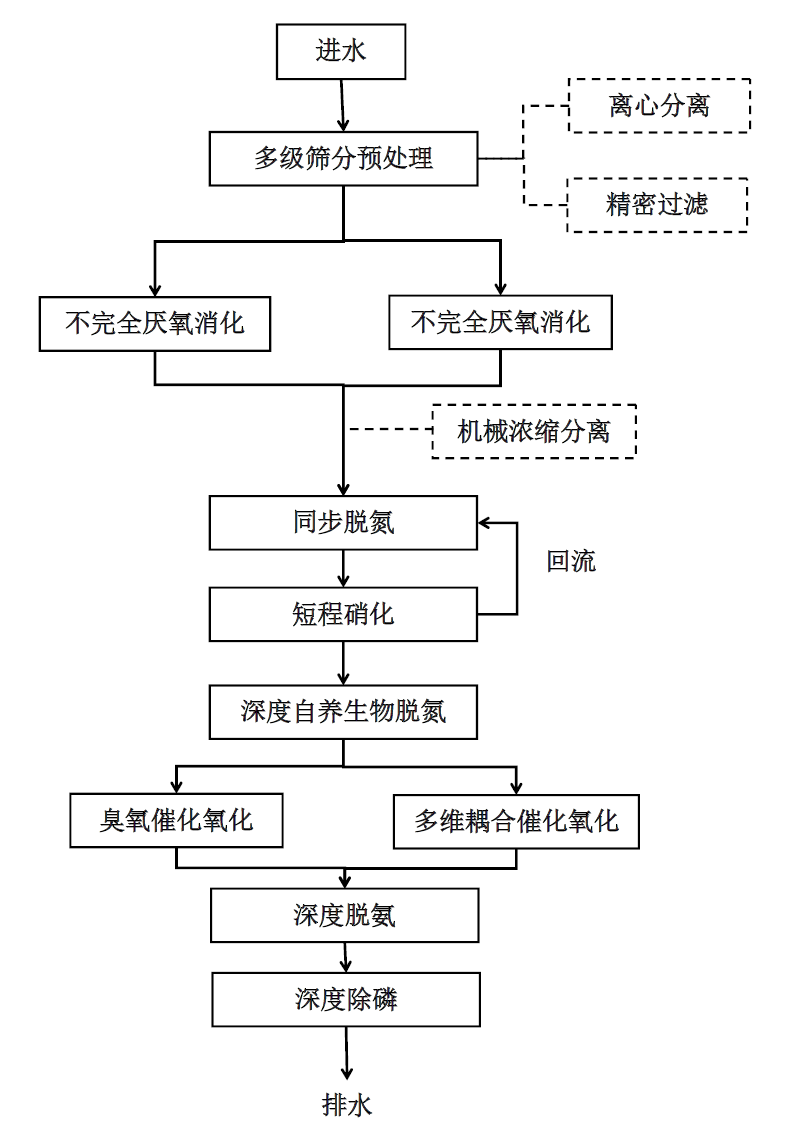 进水
离心分离
多级筛分预处理
精密过滤
不完全厌氧消化
不完全厌氧消化
机械浓缩分离
同步脱氮
回流
短程硝化
深度自养生物脱氮
臭氧催化氧化
多维耦合催化氧化
深度脱氨
深度除磷
排水